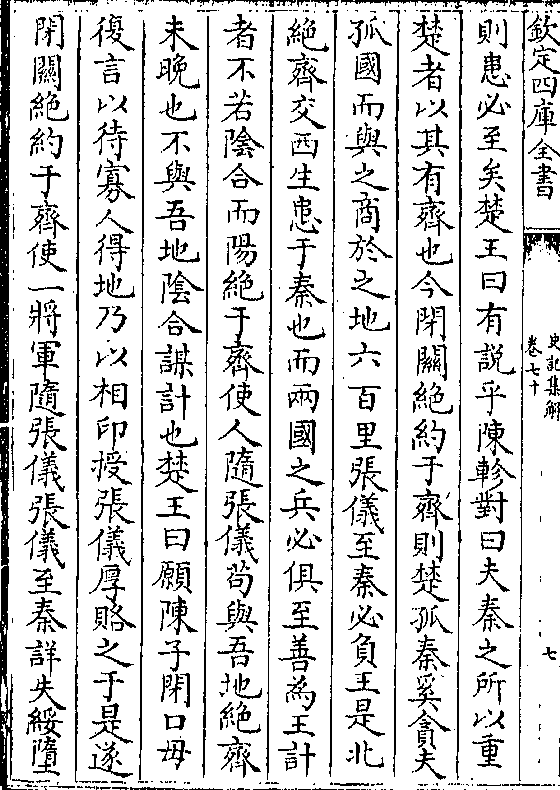 欽定四庫全書
史記集解
卷七十
七
則患必至矣楚王曰有説乎陳軫對曰夫秦之所以重
楚者以其有齊也今閉關絶約于齊則楚孤秦奚貪夫
孤國而與之商於之地六百里張儀至秦必負王是北
絶齊交西生患于秦也而兩國之兵必俱至善為王計
者不若陰合而陽絶于齊使人隨張儀茍與吾地絶齊
未晚也不與吾地陰合謀計也楚王曰願陳子閉口毋
復言以待寡人得地乃以相印授張儀厚賂之于是遂
閉關絶約于齊使一將軍隨張儀張儀至秦詳失綏墮